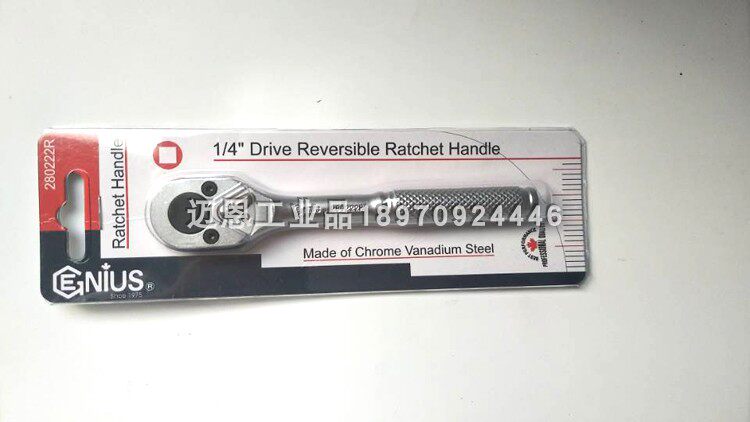 280222R
Ratchet Handle
1/4" Drive Reversible Ratchet Handle
迈恩工业品18970924446
Made of Chrome Vanadium Steel
GENIUS®
Since 1975